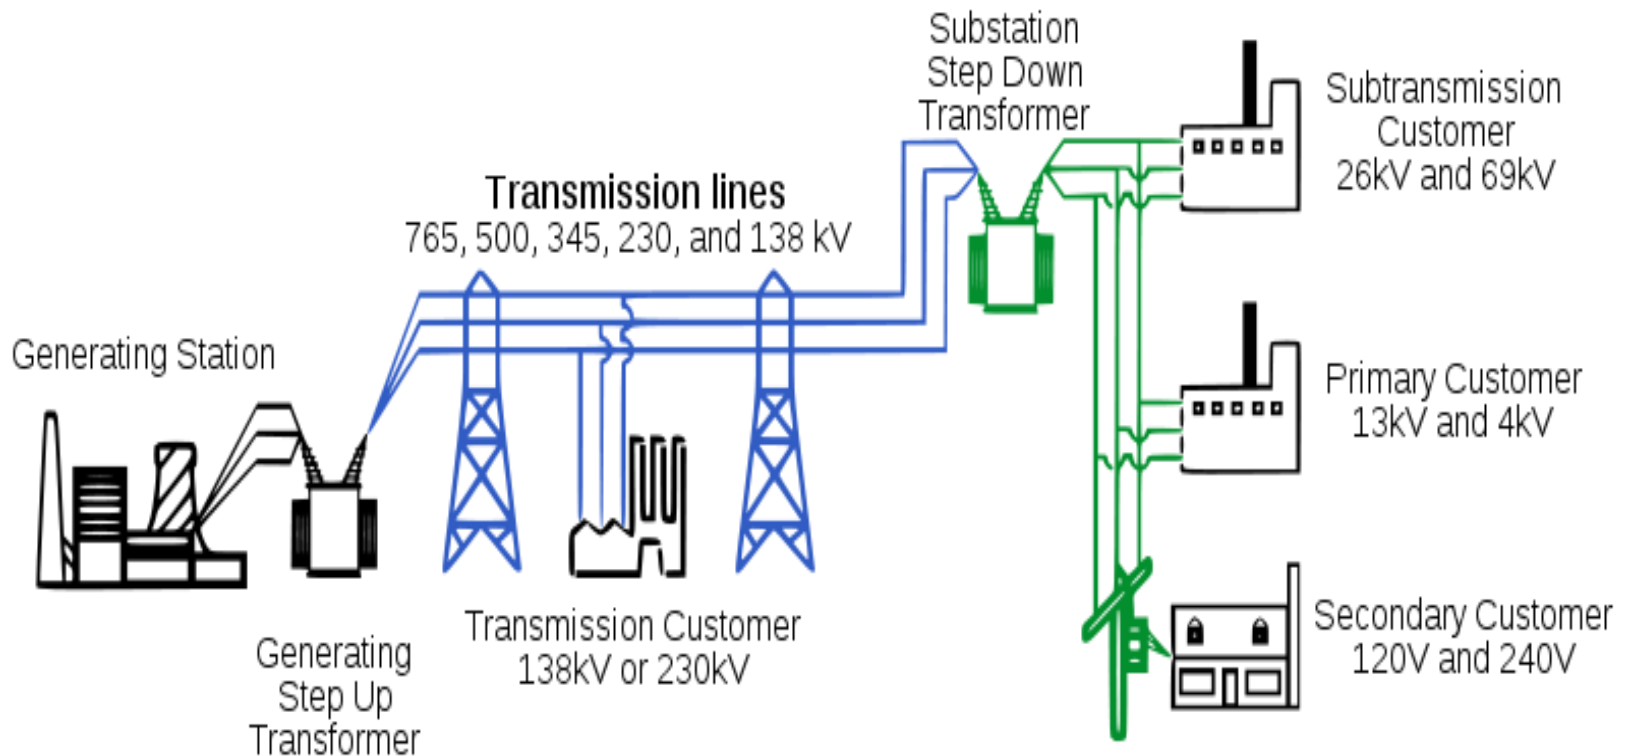 Substation
Step Down
Transformer
Subtransmission
Customer
26kV and 69kV
Transmission lines
765, 500, 345, 230, and 138 kV
Generating Station
Primary Customer
13kV and 4kV
Transmission Customer
138kV or 230kV
Secondary Customer
120V and 240V
Generating
Step Up
Transformer